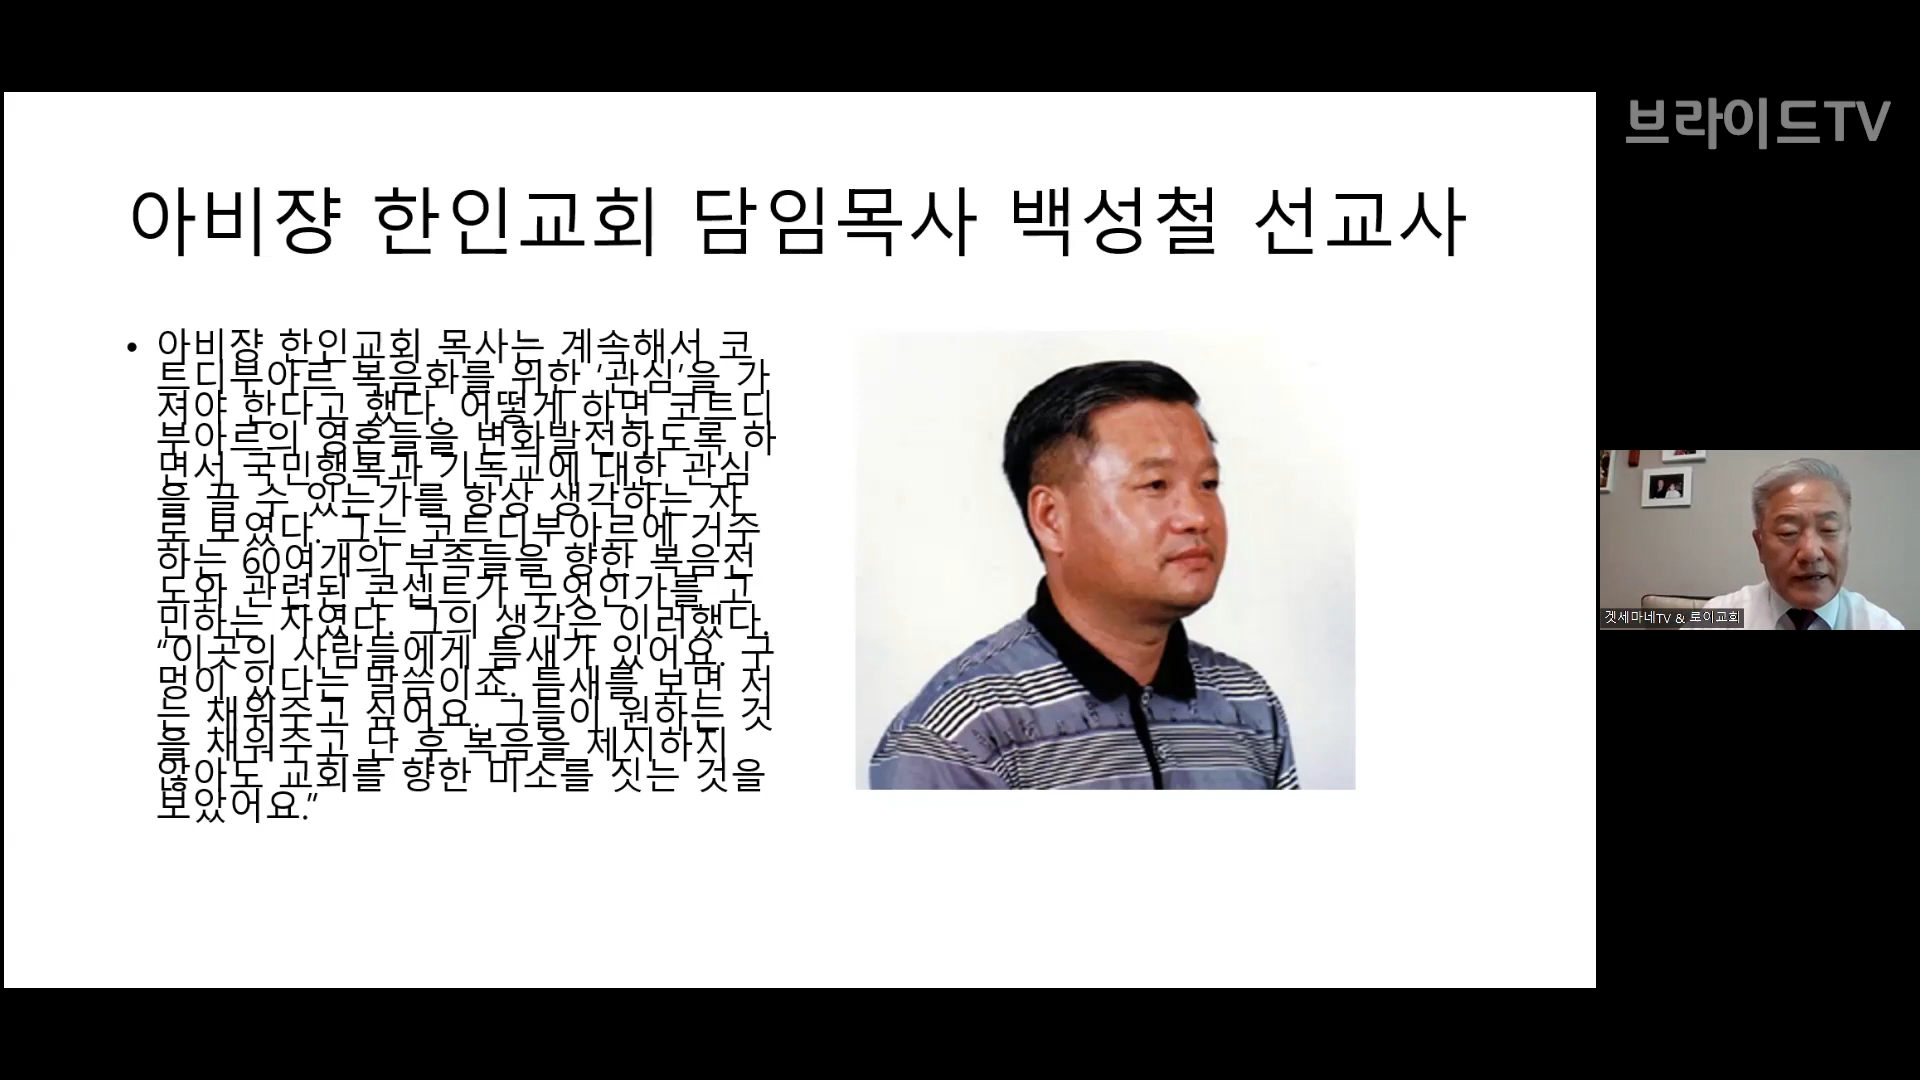 브라이드TV
아비쟝 한인교회 담임목사 백성철 선교사
• 아비쟝 한인교회 목사는 계속해서 코
트디부아르 복음화를 위한 ‘관심’을 가
져야 한다고 했다. 어떻게 하면 코트디
부아르의 영혼들을 변화발전하도록 하
면서 국민행복과 기독교에 대한 관심
을 끌 수 있는가를 항상 생각하는 자
로 보였다. 그는 코트디부아르에 거주
하는 60여개의 부족들을 향한 복음전
도와 관련된 콘셉트가 무엇인가를 고
민하는 자였다. 그의 생각은 이러했다.
“이곳의 사람들에게 틈새가 있어요. 구
멍이 있다는 말씀이죠. 틈새를 보면 저
는 채워주고 싶어요. 그들이 원하는 것
을 채워주고 난 후 복음을 제시하지
않아도 교회를 향한 미소를 짓는 것을
보았어요.”
겟세마네TV & 로이교회